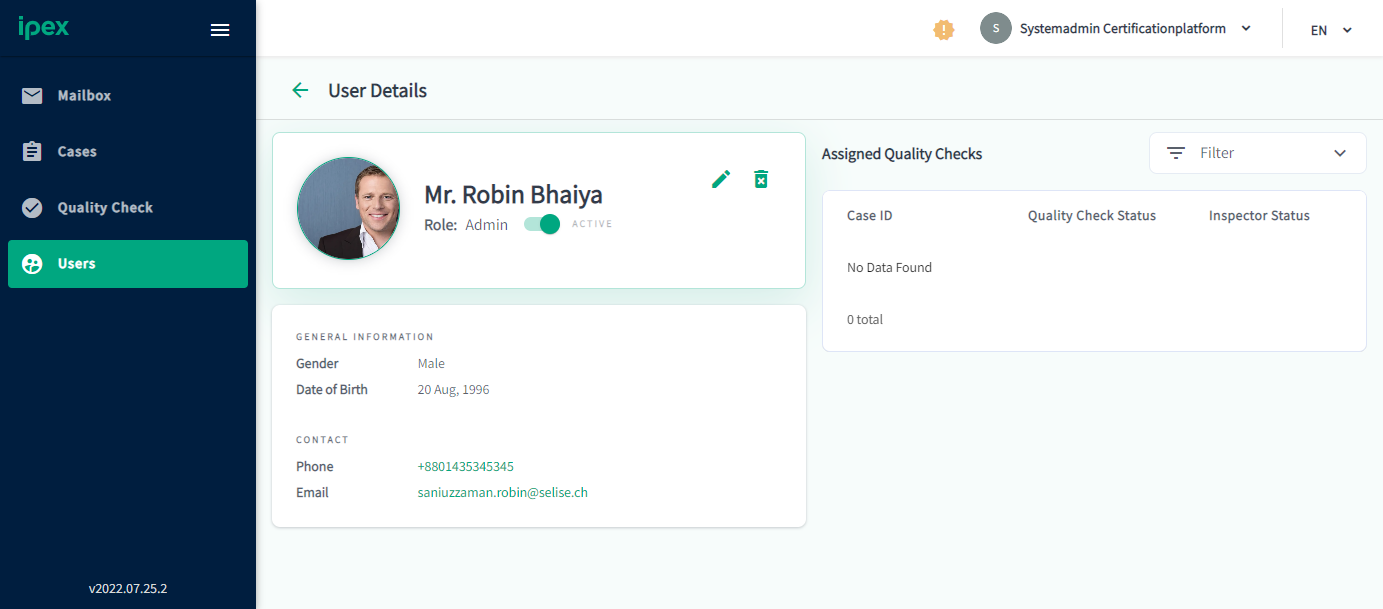 ipex
Systemadmin Certificationplatform
S
EN
Mailbox
Cases
Quality Check
Users
v2022.07.25.2
User Details
Mr. Robin Bhaiya
Role: Admin ACTIVE
GENERAL INFORMATION
Gender Male
Date of Birth 20 Aug, 1996
CONTACT
Phone +8801435345345
Email saniuzzaman.robin@selise.ch
Assigned Quality Checks
Filter
Case ID Quality Check Status Inspector Status
No Data Found
0 total